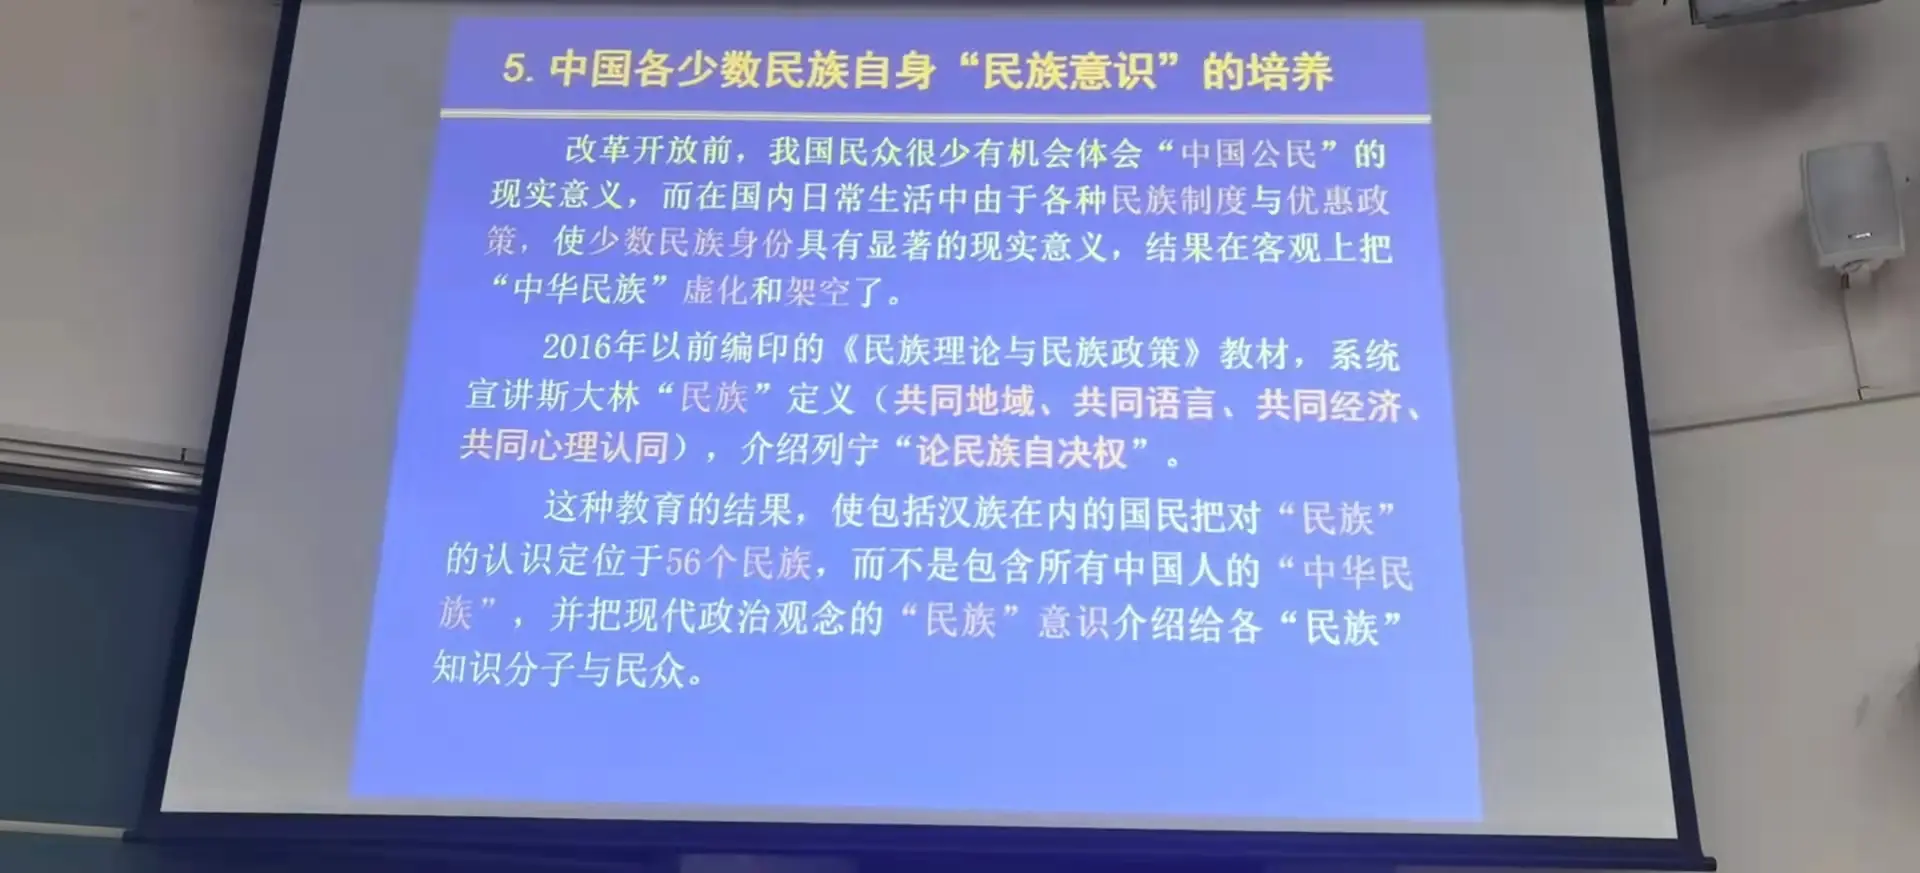 5. 中国各少数民族自身“民族意识”的培养
改革开放前，我国民众很少有机会体会“中国公民”的
现实意义，而在国内日常生活中由于各种民族制度与优惠政
策，使少数民族身份具有显著的现实意义，结果在客观上把
“中华民族”虚化和架空了。
2016年以前编印的《民族理论与民族政策》教材，系统
宣讲斯大林“民族”定义（共同地域、共同语言、共同经济、
共同心理认同），介绍列宁“论民族自决权”。
这种教育的结果，使包括汉族在内的国民把对“民族”
的认识定位于56个民族，而不是包含所有中国人的“中华民
族”，并把现代政治观念的“民族”意识介绍给各“民族”
知识分子与民众。